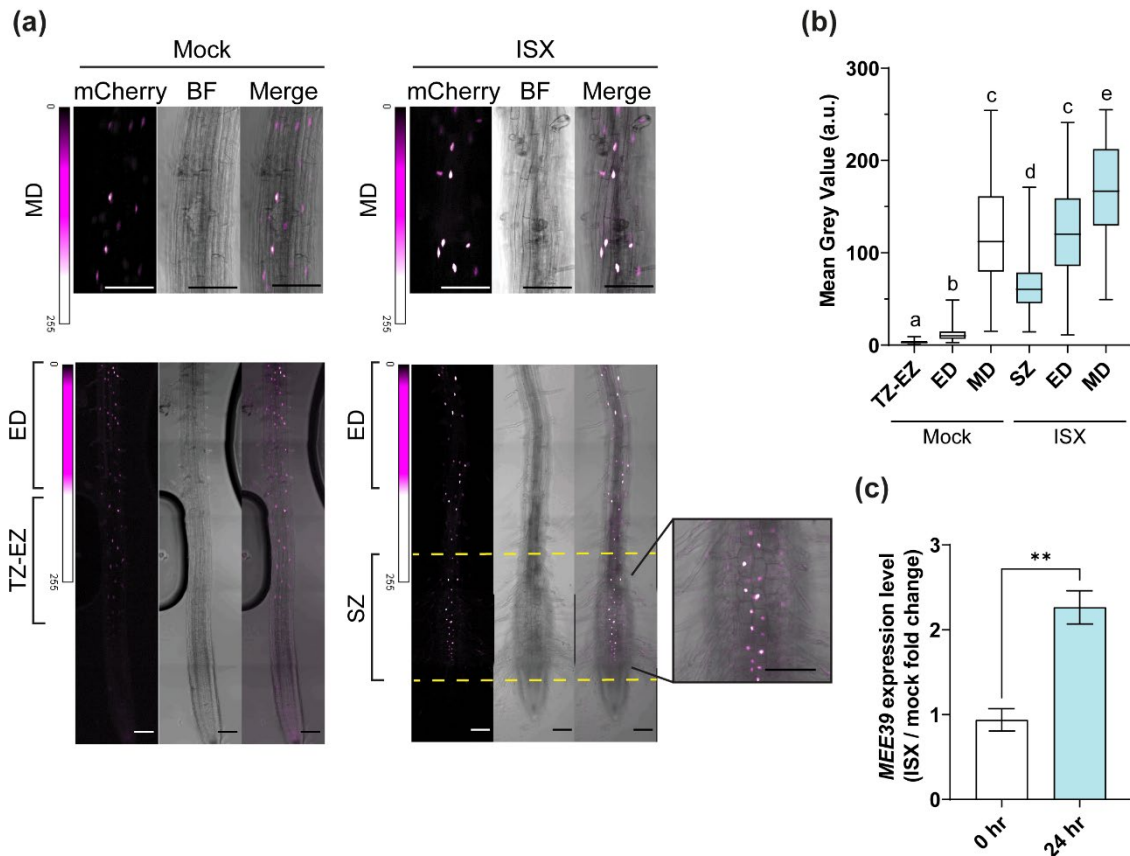 (a)
Mock
mCherry BF Merge
0
255
MD
ISX
mCherry BF Merge
0
255
MD
0
255
ED
TZ-EZ
0
255
ED
SZ
(b)
Mean Grey Value (a.u.)
300
200
100
0
a
b
c
d
c
e
TZ-EZ
ED
MD
SZ
ED
MD
Mock
ISX
(c)
MEE39 expression level
(ISX / mock fold change)
3
2
1
0
**
0 hr
24 hr